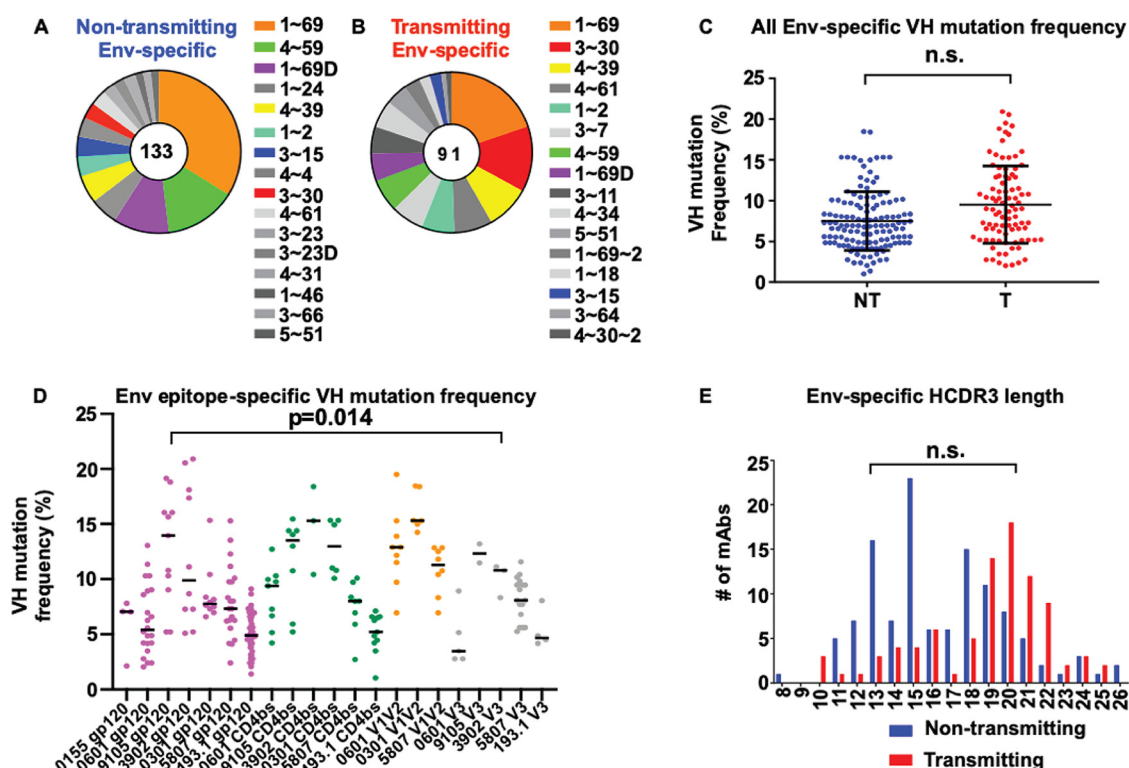 A
Non-transmitting
Env-specific
133
1~69
4~59
1~69D
1~24
4~39
1~2
3~15
4~4
3~30
4~61
3~23
3~23D
4~31
1~46
3~66
5~51
B
Transmitting
Env-specific
91
1~69
3~30
4~39
4~61
1~2
3~7
4~59
1~69D
3~11
4~34
5~51
1~69~2
1~18
3~15
3~64
4~30~2
C
All Env-specific VH mutation frequency
n.s.
VH mutation
Frequency (%)
25
20
15
10
5
0
NT
T
D
Env epitope-specific VH mutation frequency
p=0.014
VH mutation
frequency (%)
25
20
15
10
5
0
0155 gp120
0601 gp120
9105 gp120
3902 gp120
0301 gp120
5807 gp120
193.1 gp120
0601 CD4bs
9105 CD4bs
3902 CD4bs
0301 CD4bs
5807 CD4bs
193.1 CD4bs
0601 V1V2
0301 V1V2
5807 V1V2
0601 V3
9105 V3
3902 V3
5807 V3
193.1 V3
E
Env-specific HCDR3 length
n.s.
# of mAbs
25
20
15
10
5
0
8 9 10 11 12 13 14 15 16 17 18 19 20 21 22 23 24 25 26
Non-transmitting
Transmitting